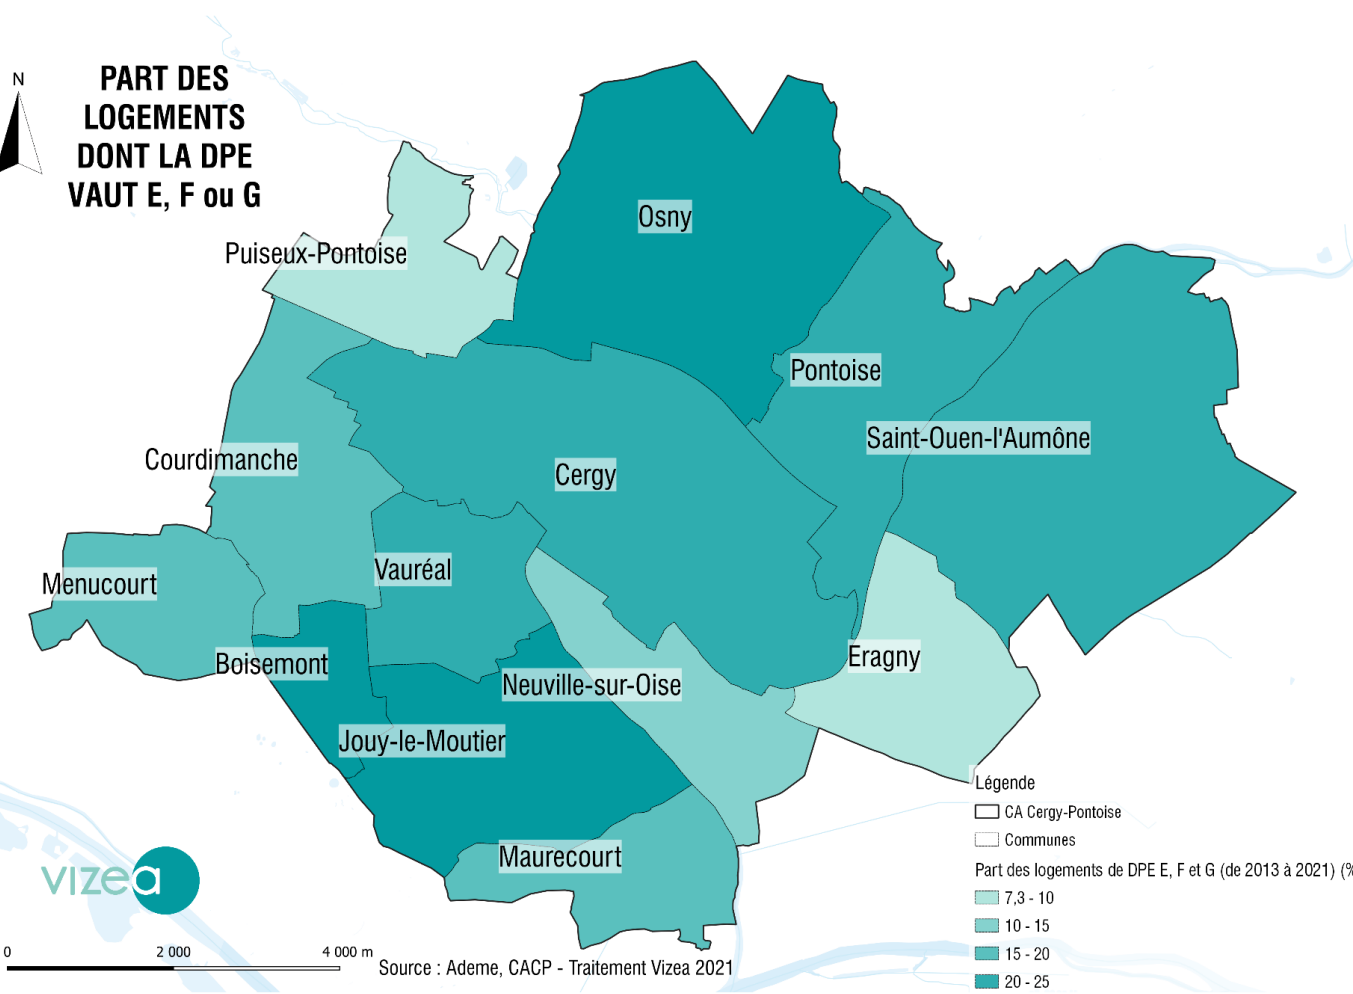 N
PART DES
LOGEMENTS
DONT LA DPE
VAUT E, F ou G
Osny
Puiseux-Pontoise
Pontoise
Saint-Ouen-l'Aumône
Courdimanche
Cergy
Vauréal
Menucourt
Boisemont
Eragny
Neuville-sur-Oise
Jouy-le-Moutier
Maurecourt
Légende
CA Cergy-Pontoise
Communes
Part des logements de DPE E, F et G (de 2013 à 2021) (%
7,3 - 10
10 - 15
15 - 20
20 - 25
vizea
0 2 000 4 000 m
Source : Ademe, CACP - Traitement Vizea 2021